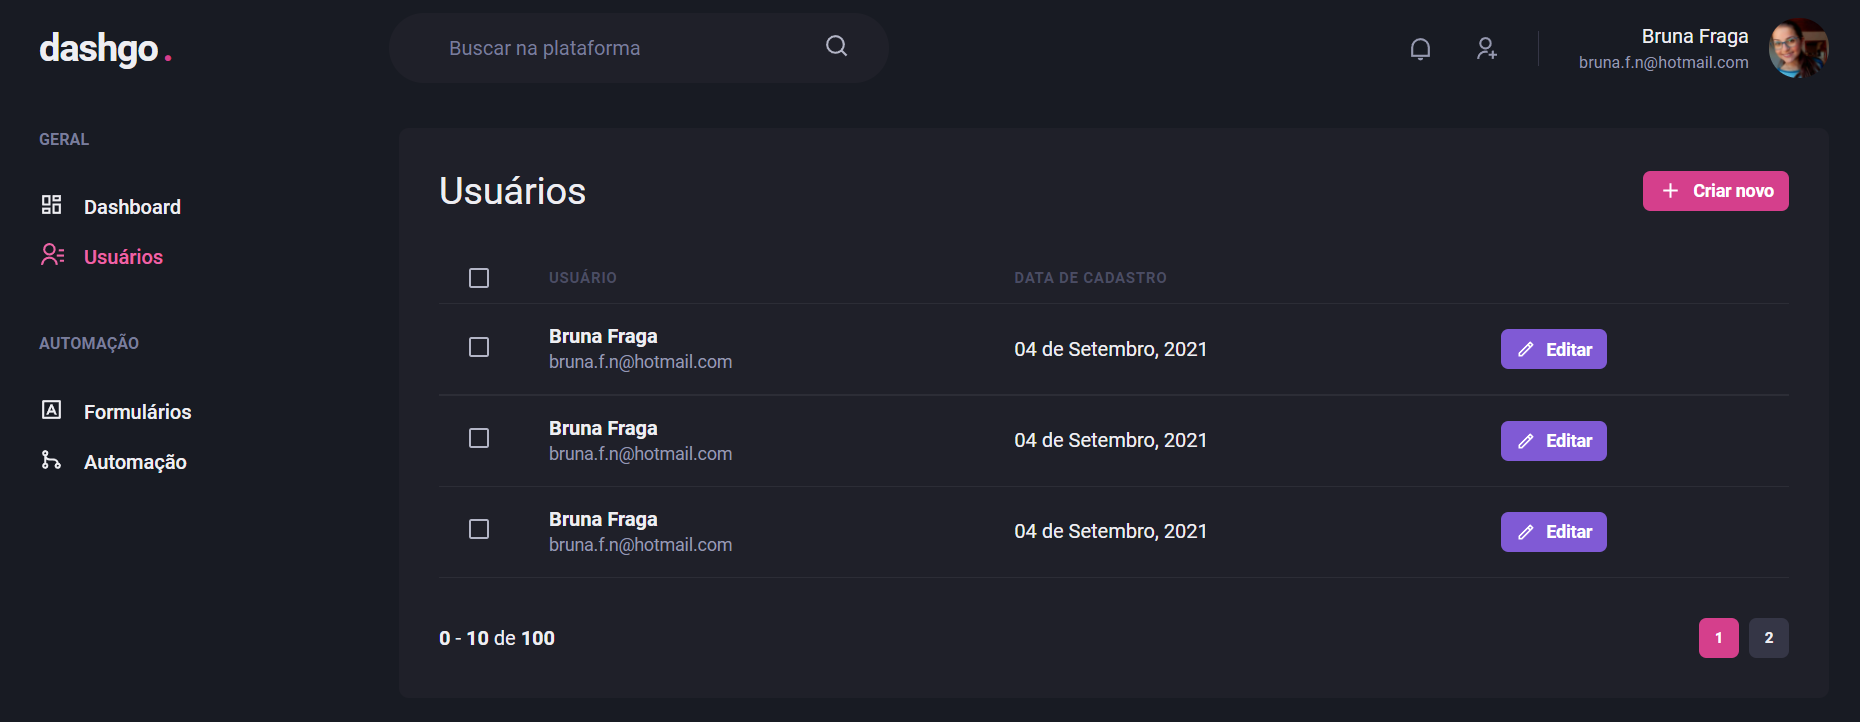 dashgo.
Buscar na plataforma
Bruna Fraga
bruna.f.n@hotmail.com
GERAL
Dashboard
Usuários
AUTOMAÇÃO
Formulários
Automação
Usuários
Criar novo
USUÁRIO DATA DE CADASTRO
Bruna Fraga
bruna.f.n@hotmail.com
04 de Setembro, 2021
Editar
Bruna Fraga
bruna.f.n@hotmail.com
04 de Setembro, 2021
Editar
Bruna Fraga
bruna.f.n@hotmail.com
04 de Setembro, 2021
Editar
0 - 10 de 100
1 2